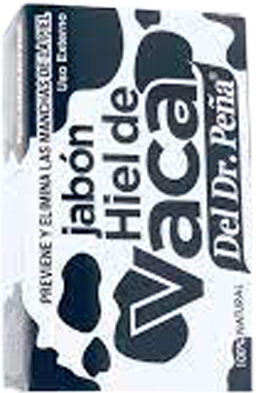 PREVIENE Y ELIMINA LAS MANCHAS DE LA PIEL
Uso Externo
jabón
Hiel de
Vaca
Del Dr. Peña®
100% NATURAL